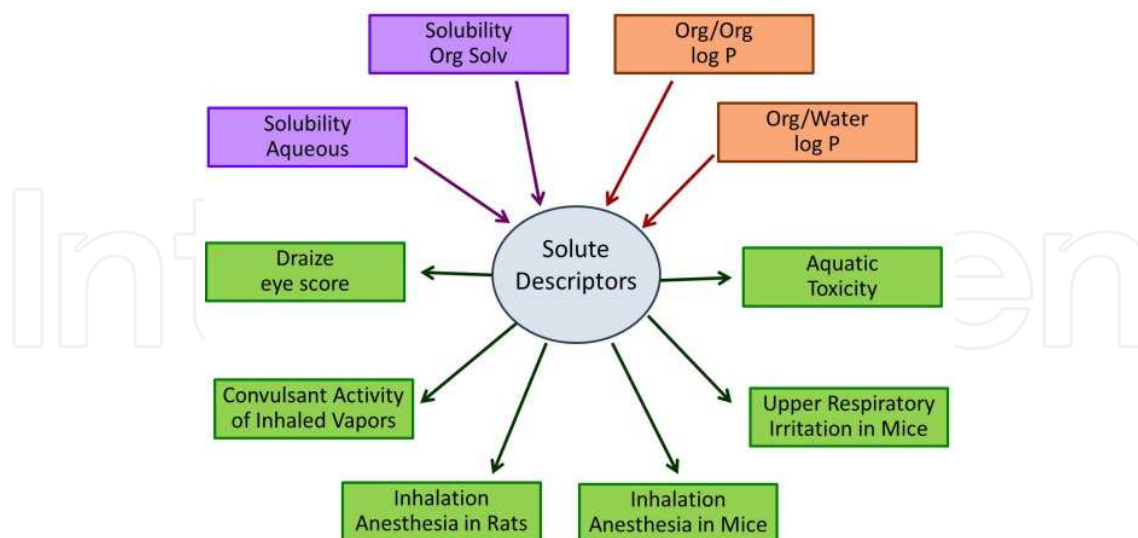 Solubility
Org Solv
Org/Org
log P
Solubility
Aqueous
Org/Water
log P
Solute
Descriptors
Draize
eye score
Aquatic
Toxicity
Convulsant Activity
of Inhaled Vapors
Upper Respiratory
Irritation in Mice
Inhalation
Anesthesia in Rats
Inhalation
Anesthesia in Mice